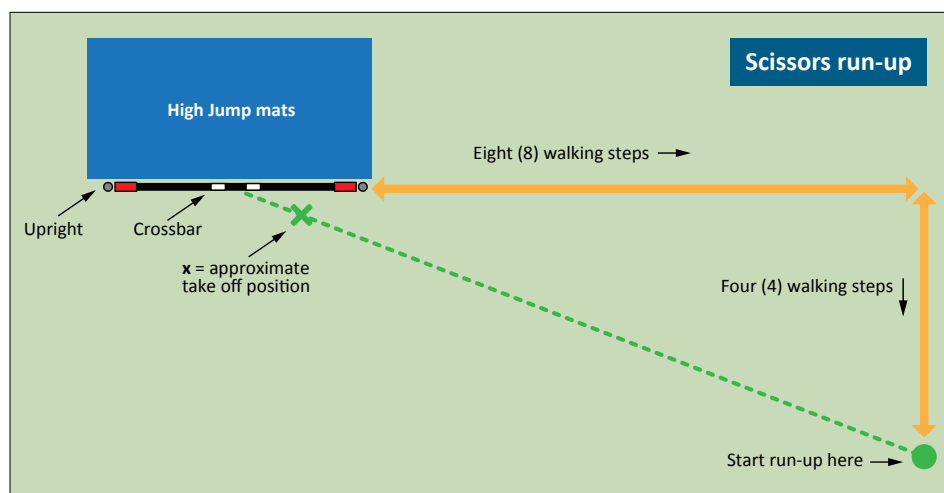 Scissors run-up
High Jump mats
Eight (8) walking steps
Upright
Crossbar
x = approximate
take off position
Four (4) walking steps
Start run-up here